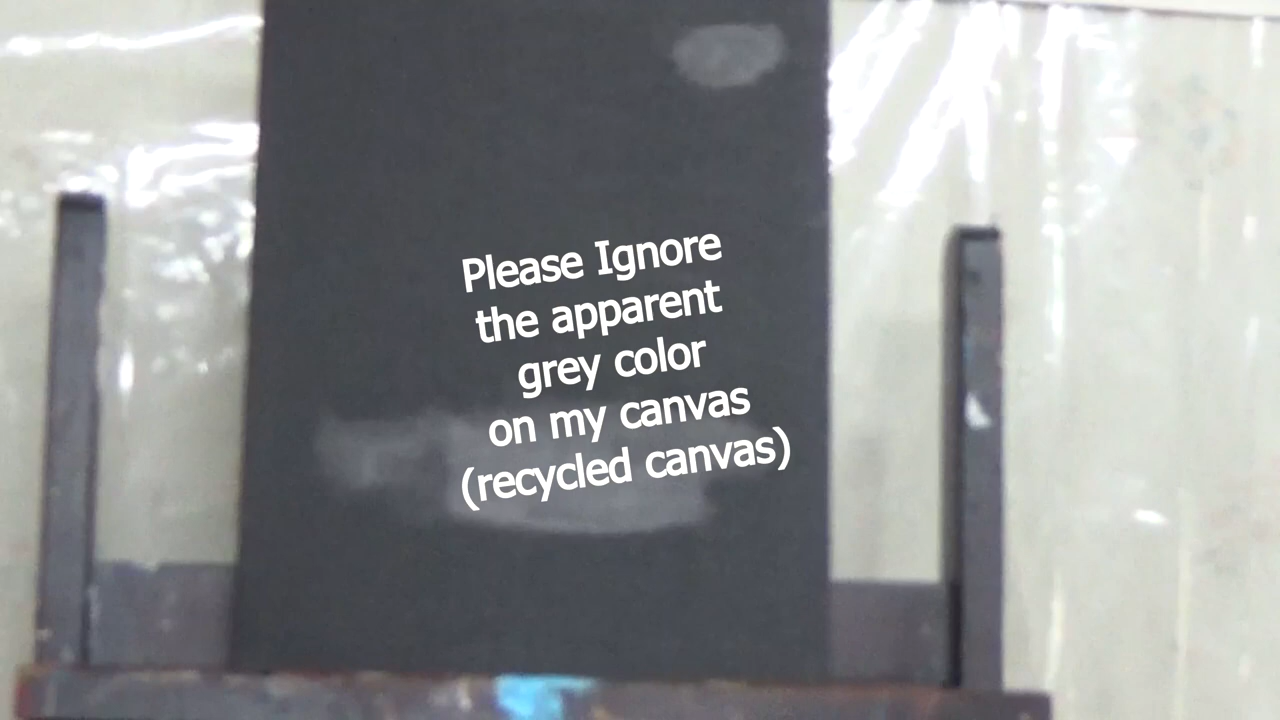 Please Ignore
the apparent
grey color
on my canvas
(recycled canvas)